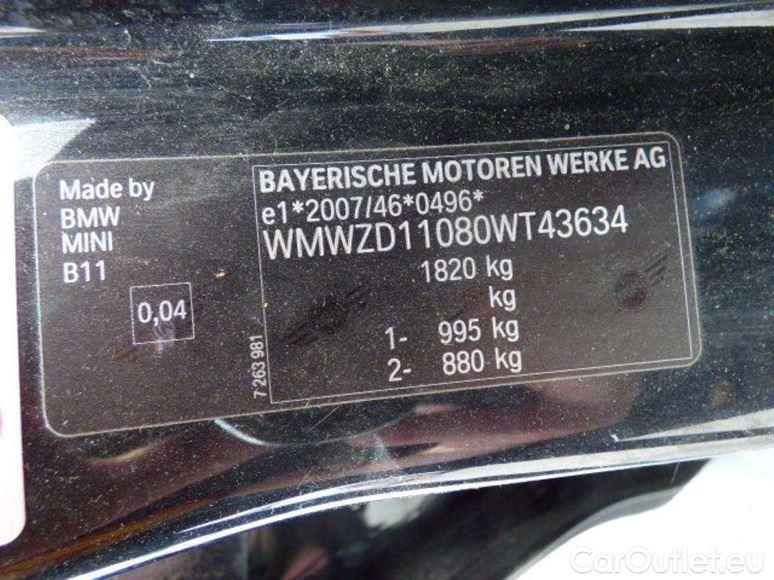 Made by
BMW
MINI
B11
0,04
7 263 981
BAYERISCHE MOTOREN WERKE AG
e1*2007/46*0496*
WMWZD11080WT43634
1820 kg
kg
1- 995 kg
2- 880 kg
CarOutlet.eu